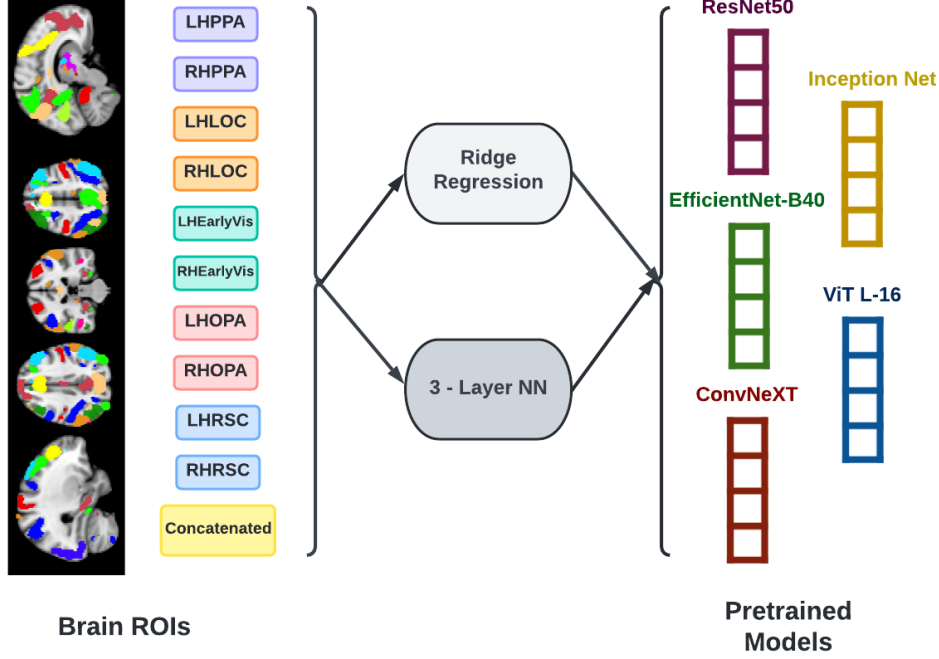 LHPPA
RHPPA
LHLOC
RHLOC
LHEarlyVis
RHEarlyVis
LHOPA
RHOPA
LHRSC
RHRSC
Concatenated
Brain ROIs
Ridge
Regression
3 - Layer NN
ResNet50
Inception Net
EfficientNet-B40
ViT L-16
ConvNeXT
Pretrained
Models